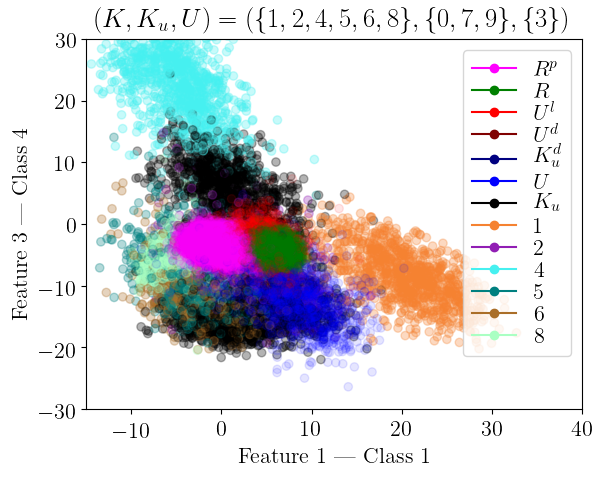 (K, K_u, U) = ({1, 2, 4, 5, 6, 8}, {0, 7, 9}, {3})
30
20
10
0
−10
−20
−30
Feature 3 — Class 4
R^p
R
U^l
U^d
K_u^d
U
K_u
1
2
4
5
6
8
−10
0
10
20
30
40
Feature 1 — Class 1